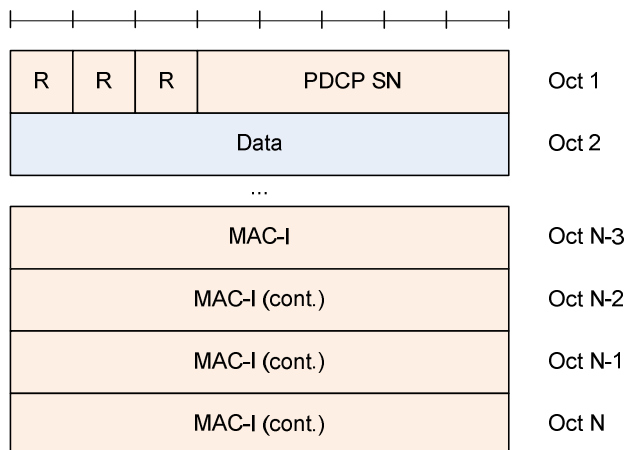 R R R PDCP SN Oct 1
Data Oct 2
...
MAC-I Oct N-3
MAC-I (cont.) Oct N-2
MAC-I (cont.) Oct N-1
MAC-I (cont.) Oct N